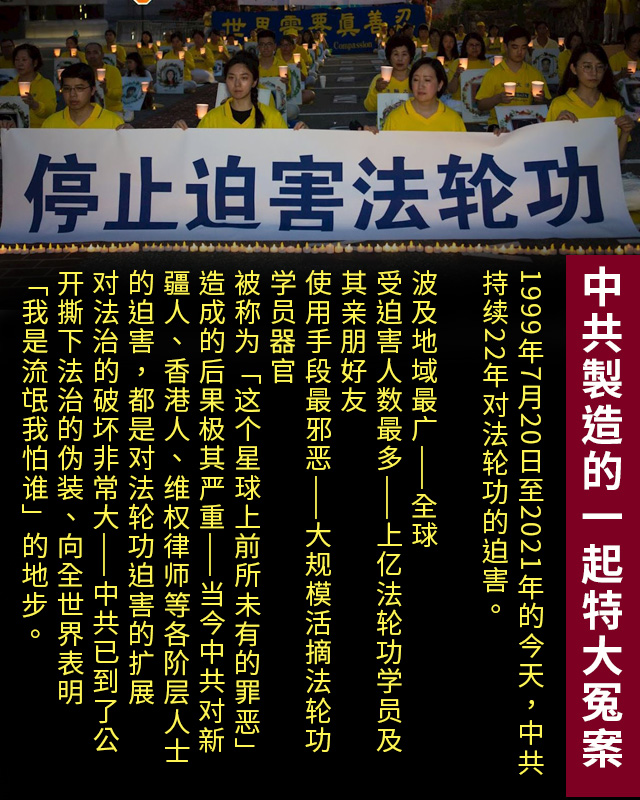 世界需要真善忍
Compassion
停止迫害法轮功
中共製造的一起特大冤案
1999年7月20日至2021年的今天，中共
持续22年对法轮功的迫害。
波及地域最广——全球
受迫害人数最多——上亿法轮功学员及
其亲朋好友
使用手段最邪恶——大规模活摘法轮功
学员器官
被称为「这个星球上前所未有的罪恶」
造成的后果极其严重——当今中共对新
疆人、香港人、维权律师等各阶层人士
的迫害，都是对法轮功迫害的扩展
对法治的破坏非常大——中共已到了公
开撕下法治的伪装、向全世界表明
「我是流氓我怕谁」的地步。